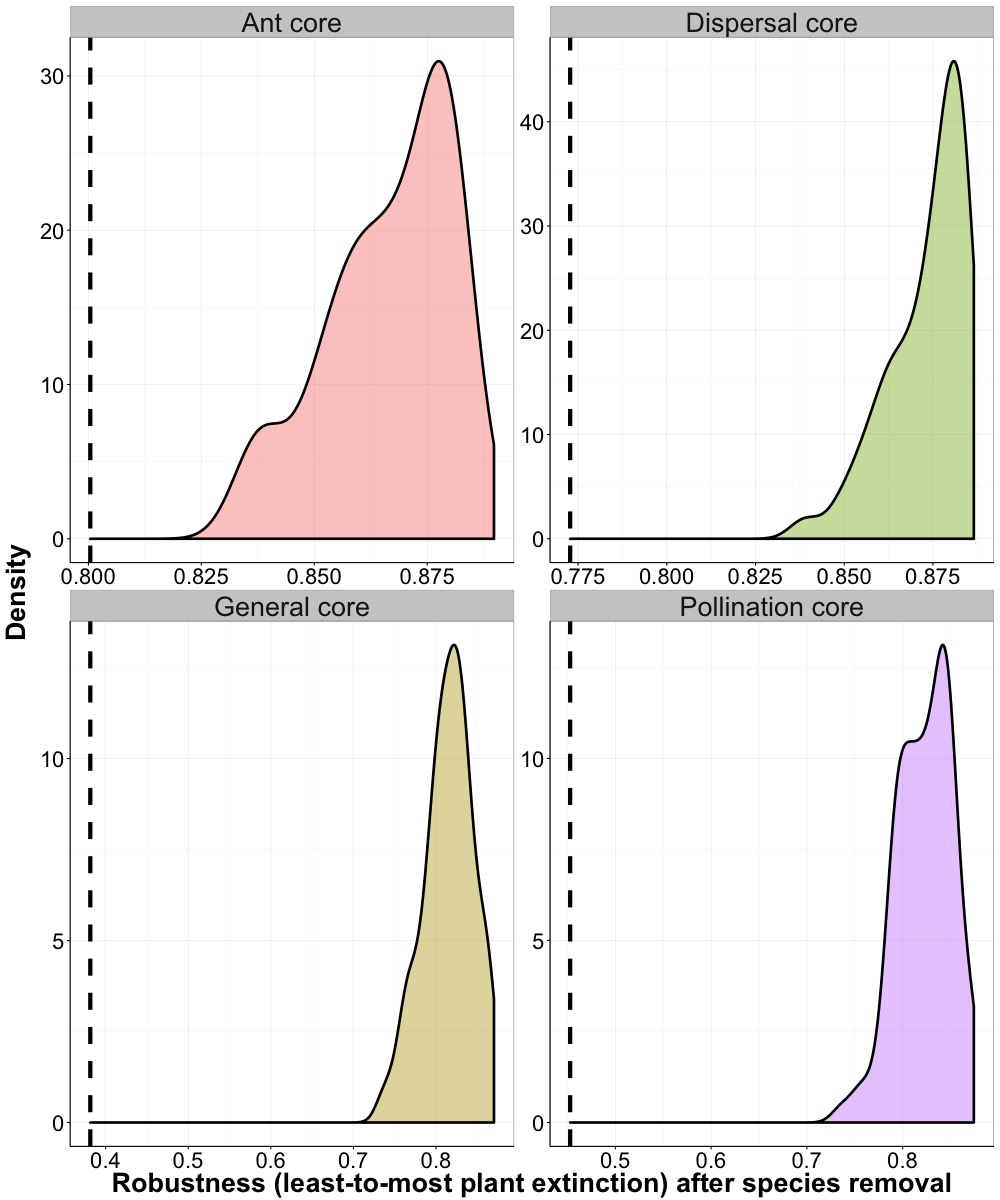 Ant core
Dispersal core
30
20
10
0
40
30
20
10
0
0.800 0.825 0.850 0.875
0.775 0.800 0.825 0.850 0.875
Density
General core
Pollination core
10
5
0
10
5
0
0.4 0.5 0.6 0.7 0.8
0.5 0.6 0.7 0.8
Robustness (least-to-most plant extinction) after species removal